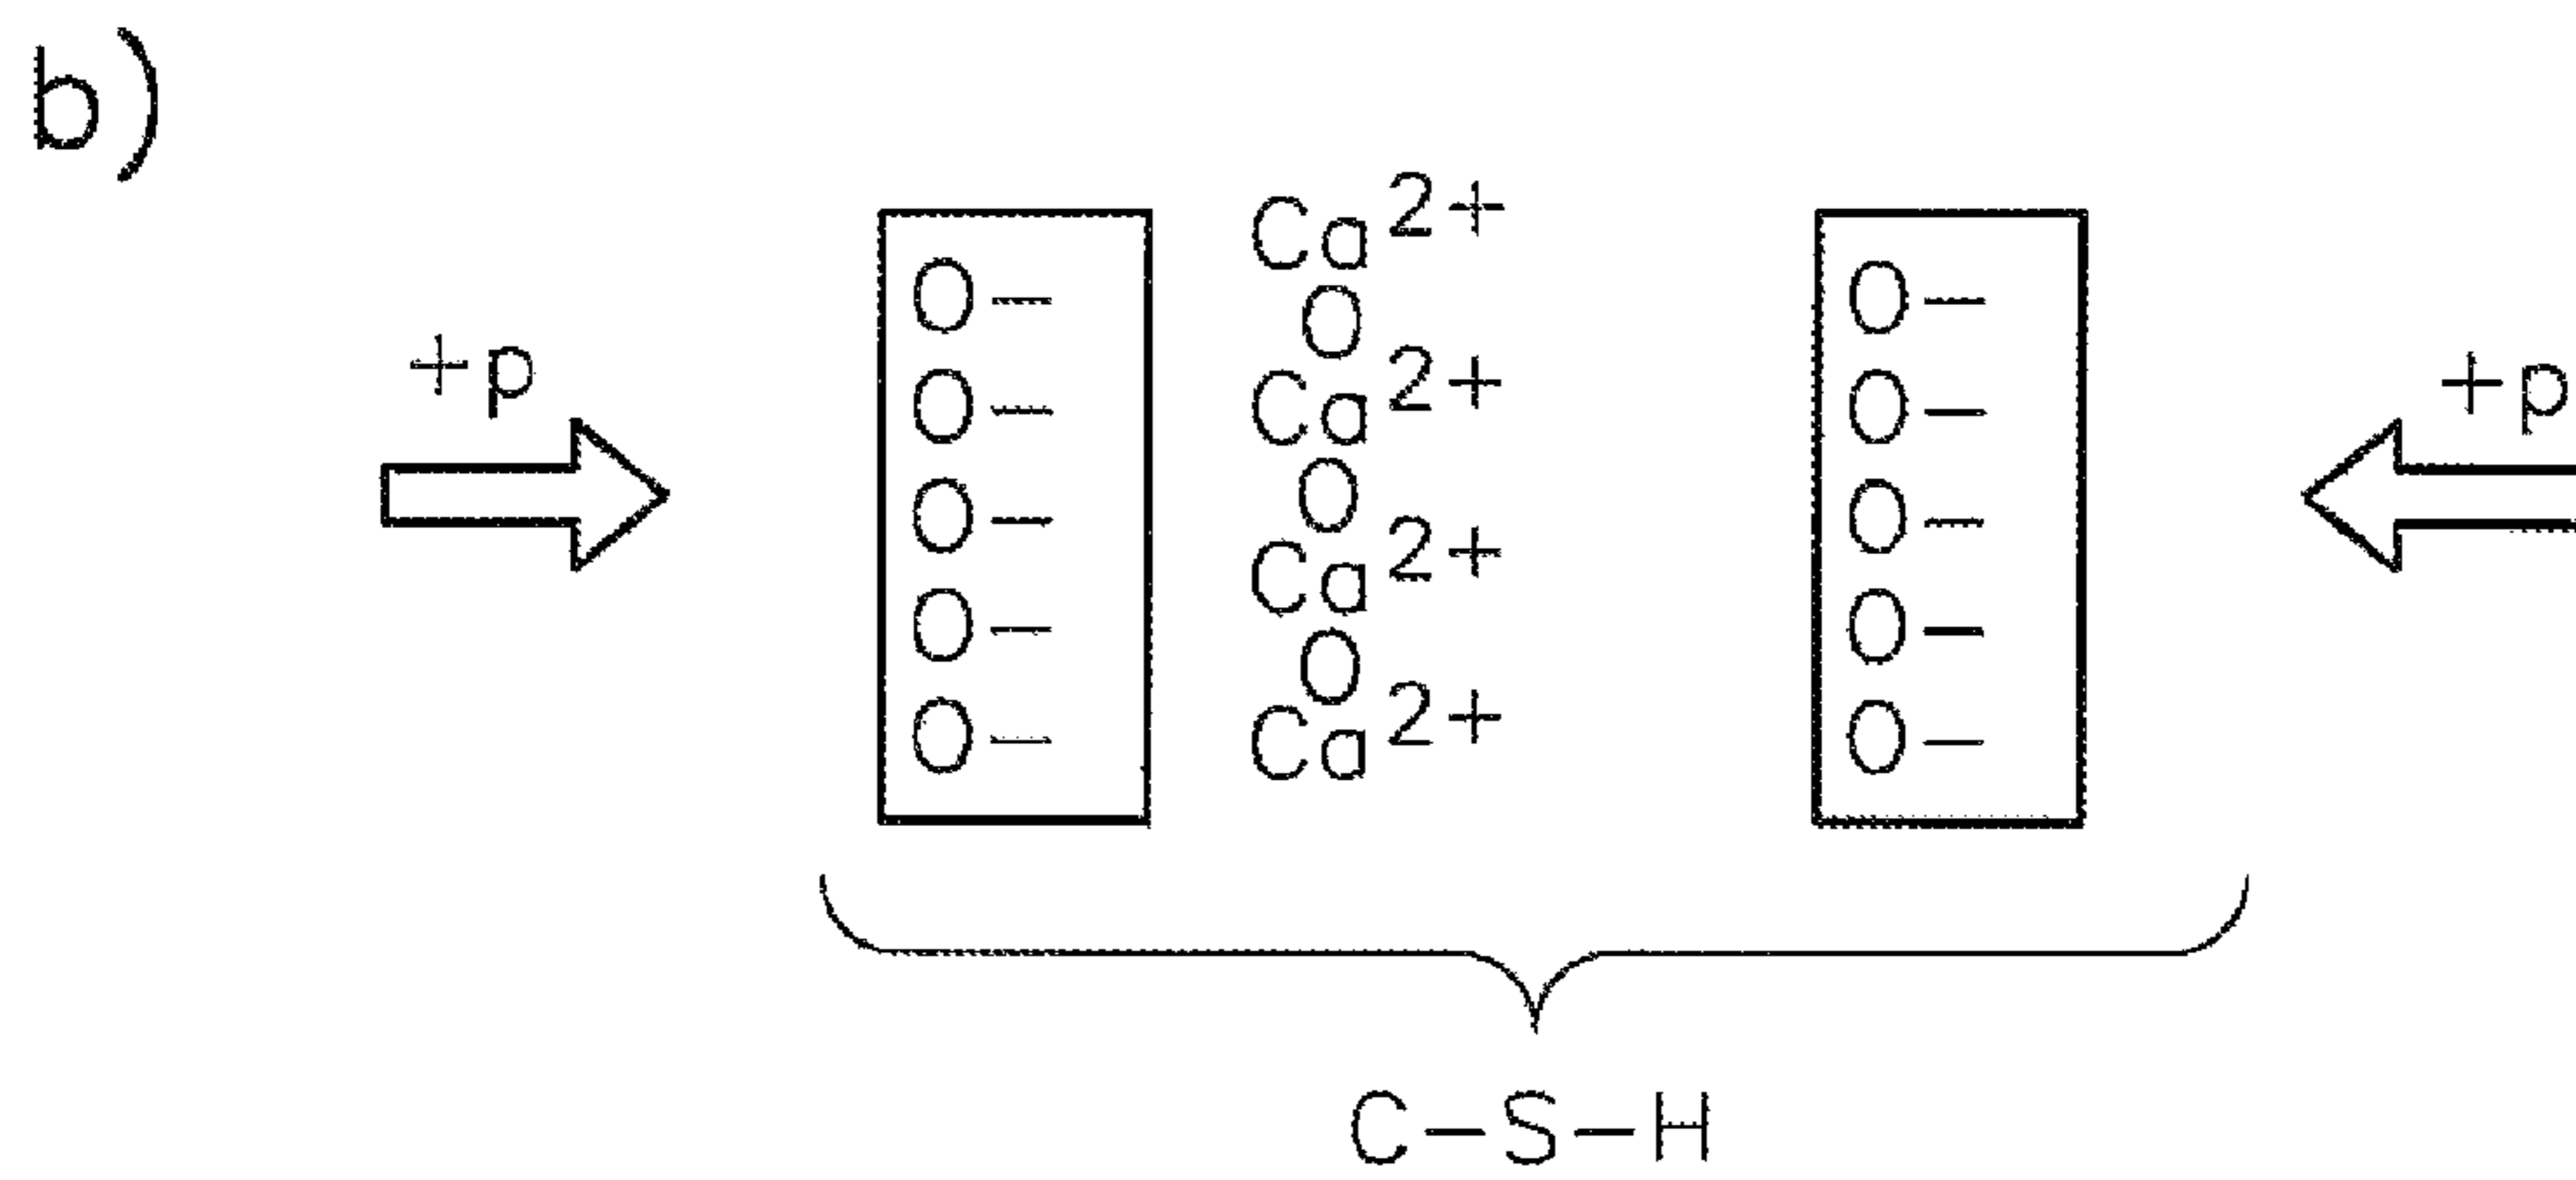 b)
Ca2+
O– O–
O
+p O– Ca2+ O– +p
O– O O–
Ca2+
O– O–
O
O– Ca2+ O–
C–S–H